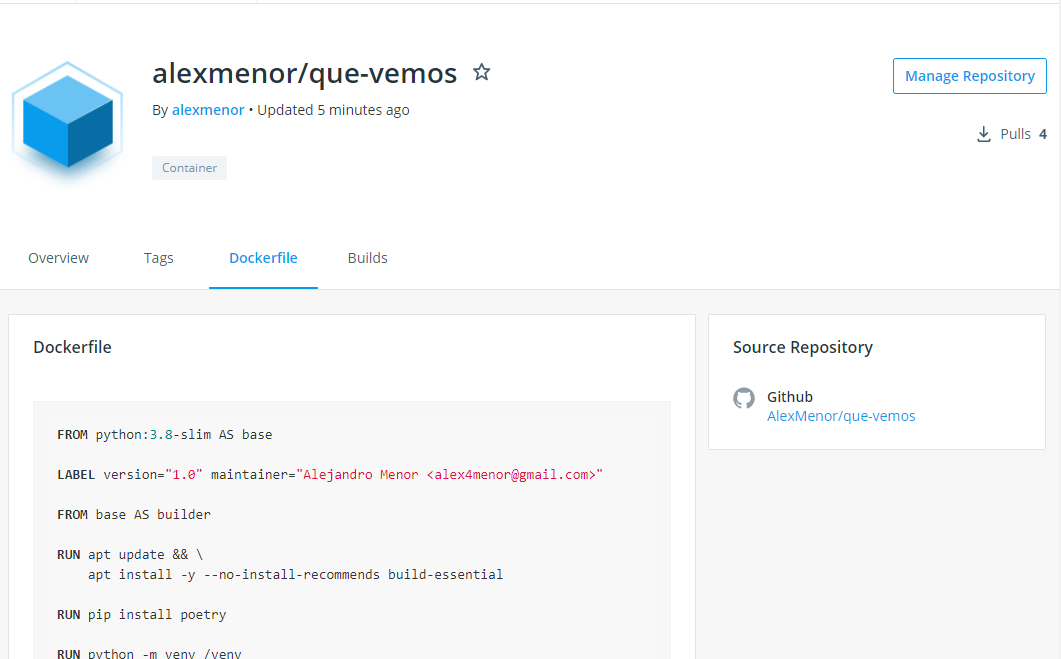 alexmenor/que-vemos
Manage Repository
By alexmenor • Updated 5 minutes ago
Pulls 4
Container
Overview Tags Dockerfile Builds
Dockerfile
FROM python:3.8-slim AS base
LABEL version="1.0" maintainer="Alejandro Menor <alex4menor@gmail.com>"
FROM base AS builder
RUN apt update && \
    apt install -y --no-install-recommends build-essential
RUN pip install poetry
RUN python -m venv /venv
Source Repository
Github
AlexMenor/que-vemos